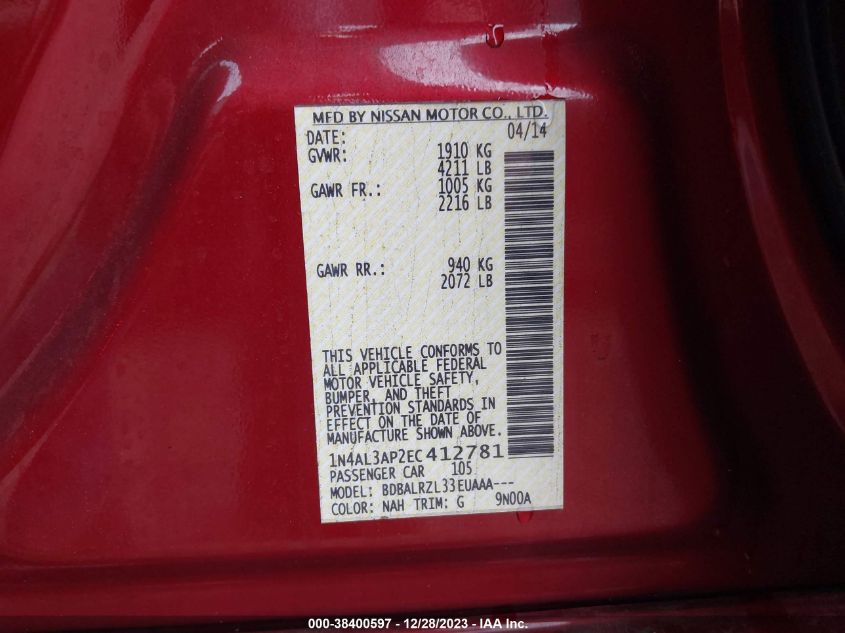 MFD BY NISSAN MOTOR CO., LTD.
DATE: 04/14
GVWR: 1910 KG
4211 LB
GAWR FR.: 1005 KG
2216 LB
GAWR RR.: 940 KG
2072 LB
THIS VEHICLE CONFORMS TO
ALL APPLICABLE FEDERAL
MOTOR VEHICLE SAFETY,
BUMPER, AND THEFT
PREVENTION STANDARDS IN
EFFECT ON THE DATE OF
MANUFACTURE SHOWN ABOVE.
1N4AL3AP2EC412781
PASSENGER CAR 105
MODEL: BDBALRZL33EUAAA---
COLOR: NAH TRIM: G 9N00A
000-38400597 - 12/28/2023 - IAA Inc.